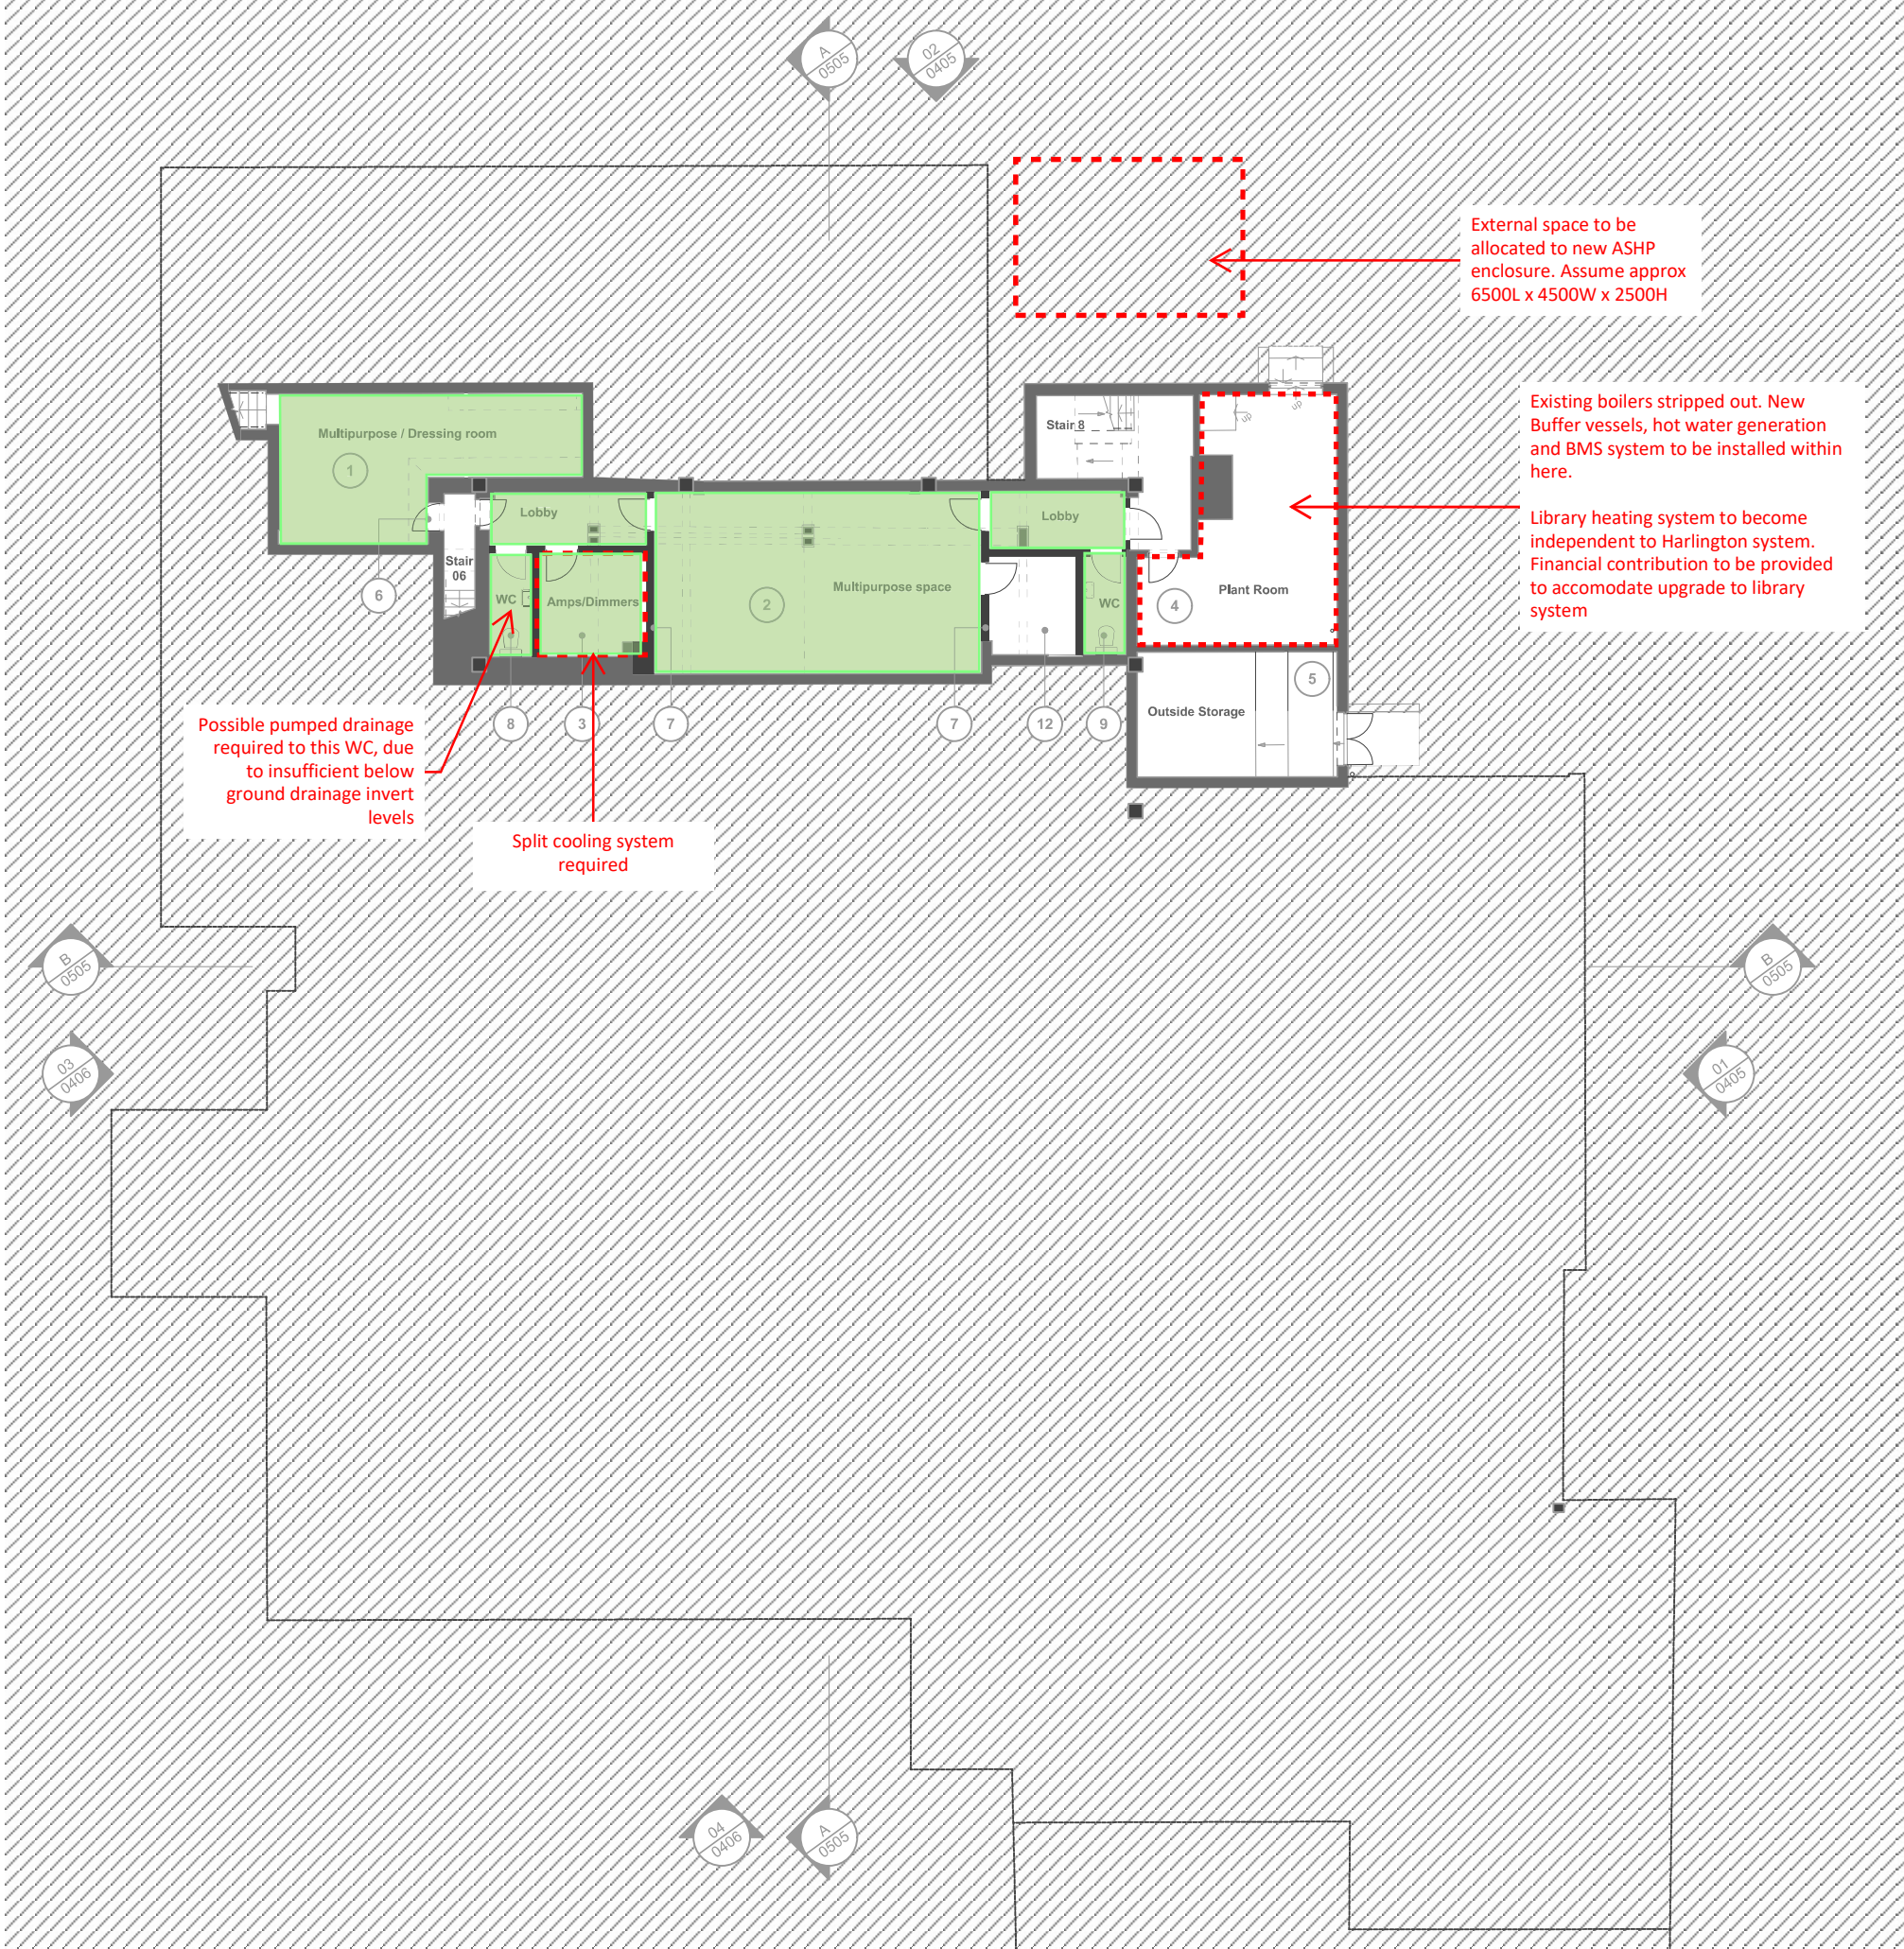 A
0505
02
0405
External space to be
allocated to new ASHP
enclosure. Assume approx
6500L x 4500W x 2500H
Existing boilers stripped out. New
Buffer vessels, hot water generation
and BMS system to be installed within
here.
Library heating system to become
independent to Harlington system.
Financial contribution to be provided
to accomodate upgrade to library
system
Multipurpose / Dressing room
1
Stair 8
up
up
Lobby
Lobby
Stair
06
WC
Amps/Dimmers
2
Multipurpose space
WC
4
Plant Room
6
5
Outside Storage
8
3
7
7
12
9
Possible pumped drainage
required to this WC, due
to insufficient below
ground drainage invert
levels
Split cooling system
required
B
0505
B
0505
03
0406
01
0405
04
0406
A
0505